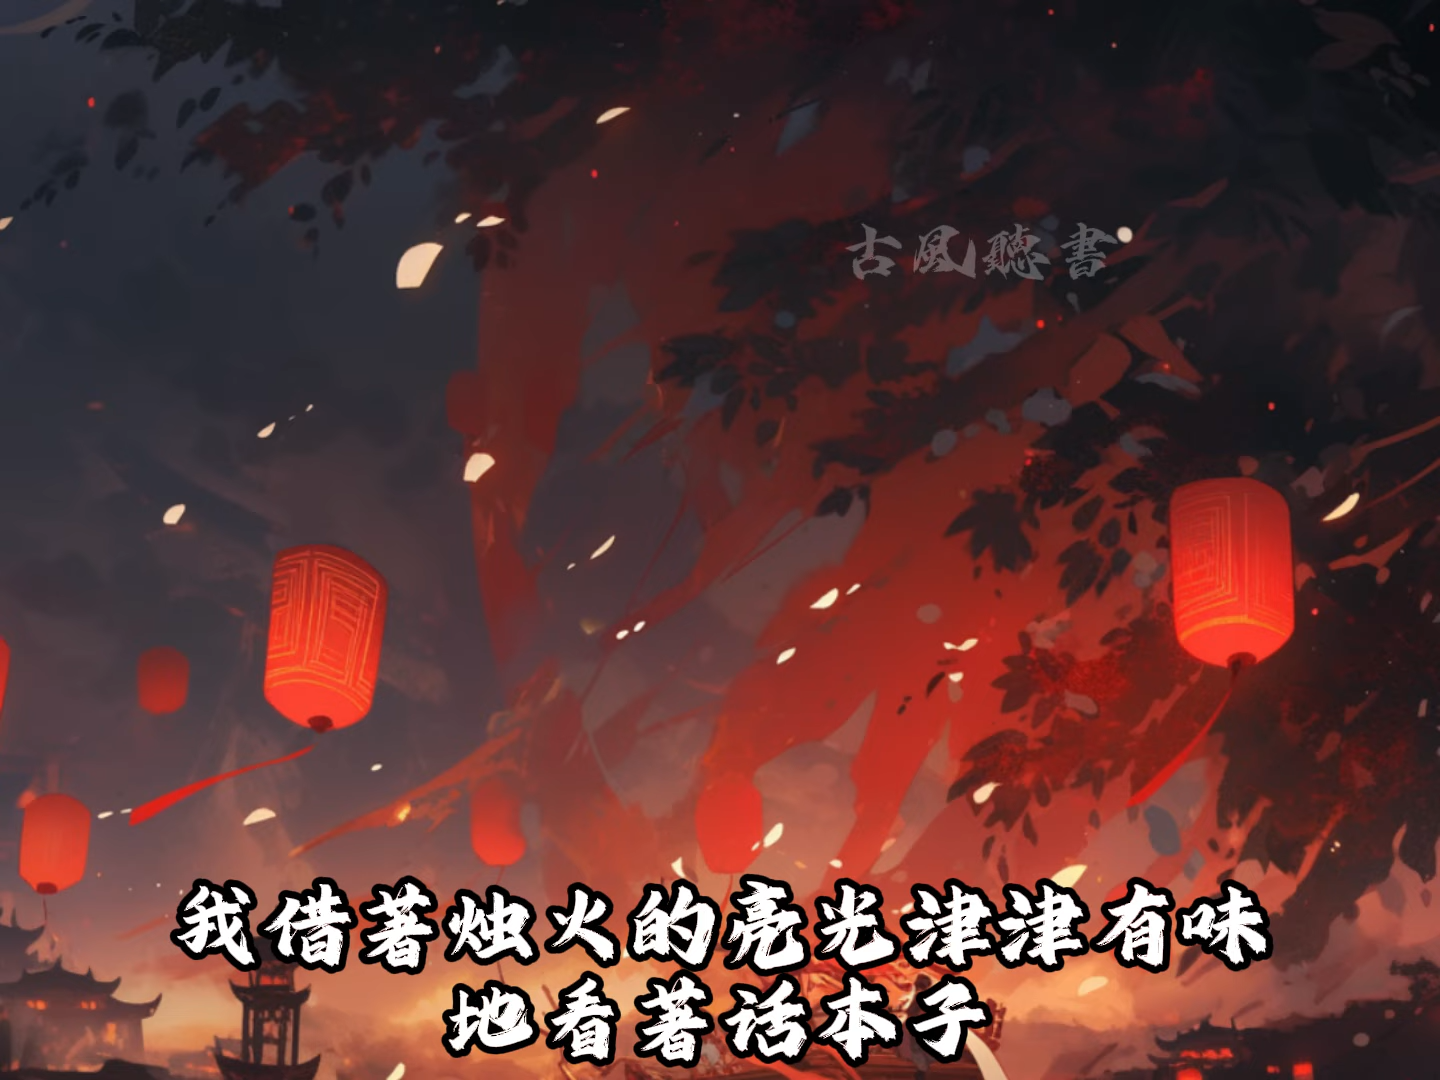 古風聽書
我借著烛火的亮光津津有味
地看著话本子